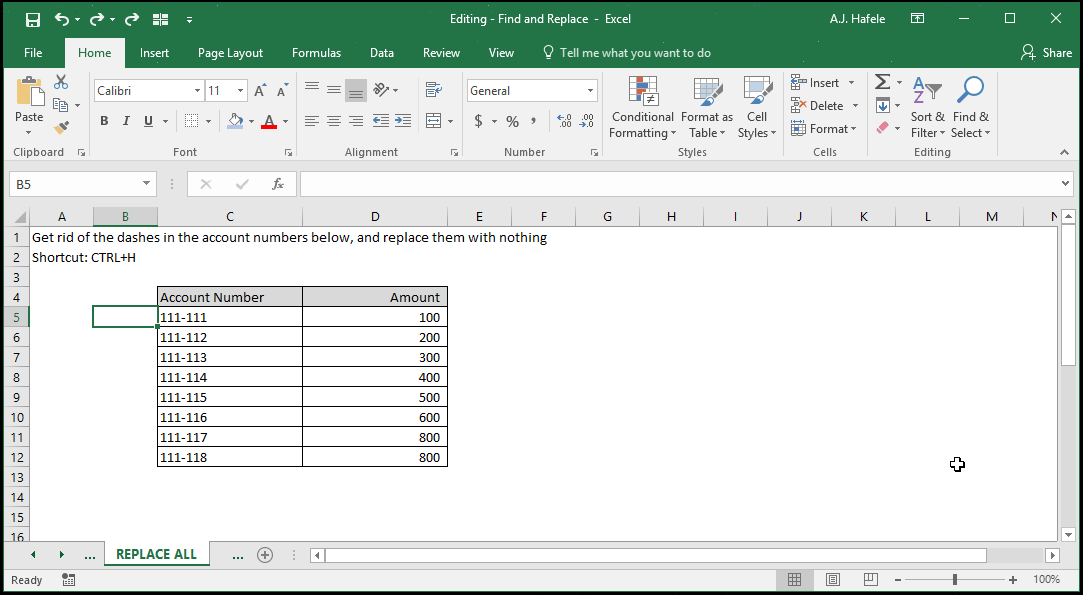 Editing - Find and Replace - Excel
A.J. Hafele
File Home Insert Page Layout Formulas Data Review View Tell me what you want to do Share
Paste
Calibri 11
B I U A
General
$ % ,
Conditional Formatting
Format as Table
Cell Styles
Insert
Delete
Format
Σ
Sort & Filter
Find & Select
Clipboard Font Alignment Number Styles Cells Editing
B5 fx
A B C D E F G H I J K L M N
1 Get rid of the dashes in the account numbers below, and replace them with nothing
2 Shortcut: CTRL+H
3
4 Account Number Amount
5 111-111 100
6 111-112 200
7 111-113 300
8 111-114 400
9 111-115 500
10 111-116 600
11 111-117 800
12 111-118 800
13
14
15
16
... REPLACE ALL ...
Ready 100%